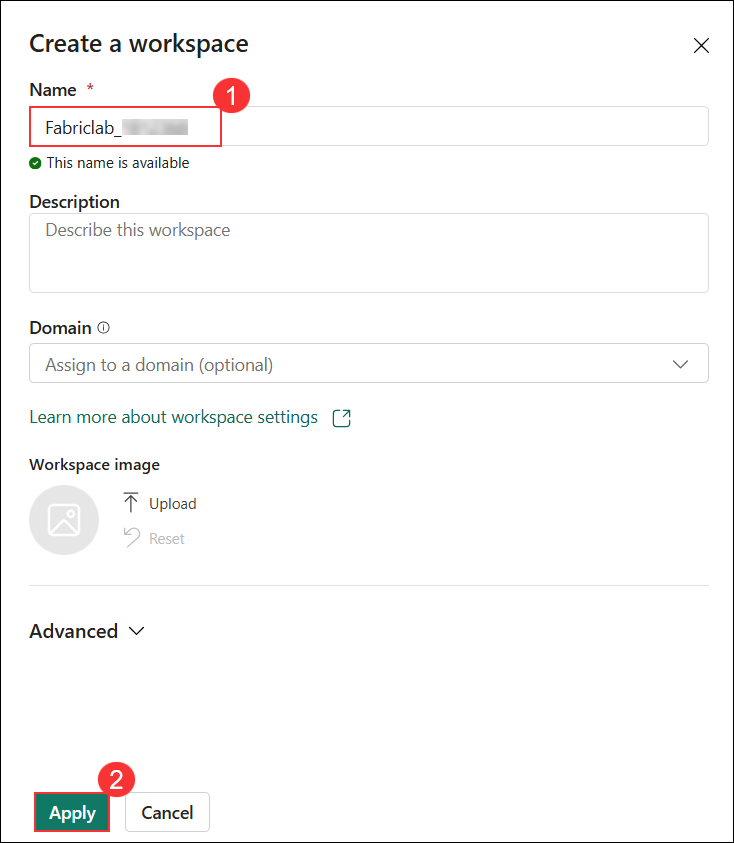 Create a workspace
Name *
1
Fabriclab_
This name is available
Description
Describe this workspace
Domain
Assign to a domain (optional)
Learn more about workspace settings
Workspace image
Upload
Reset
Advanced
2
Apply Cancel